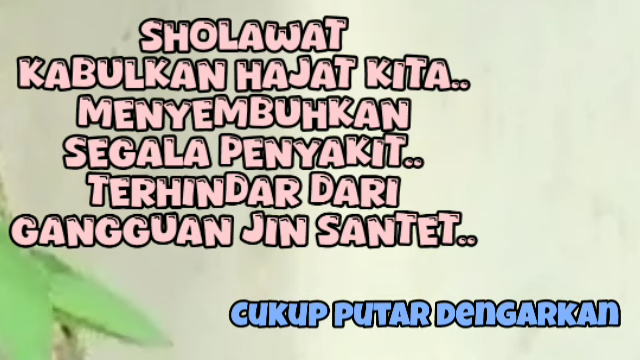 SHOLAWAT
KABULKAN HAJAT KITA..
MENYEMBUHKAN
SEGALA PENYAKIT..
TERHINDAR DARI
GANGGUAN JIN SANTET..
CUKUP PUTAR DENGARKAN